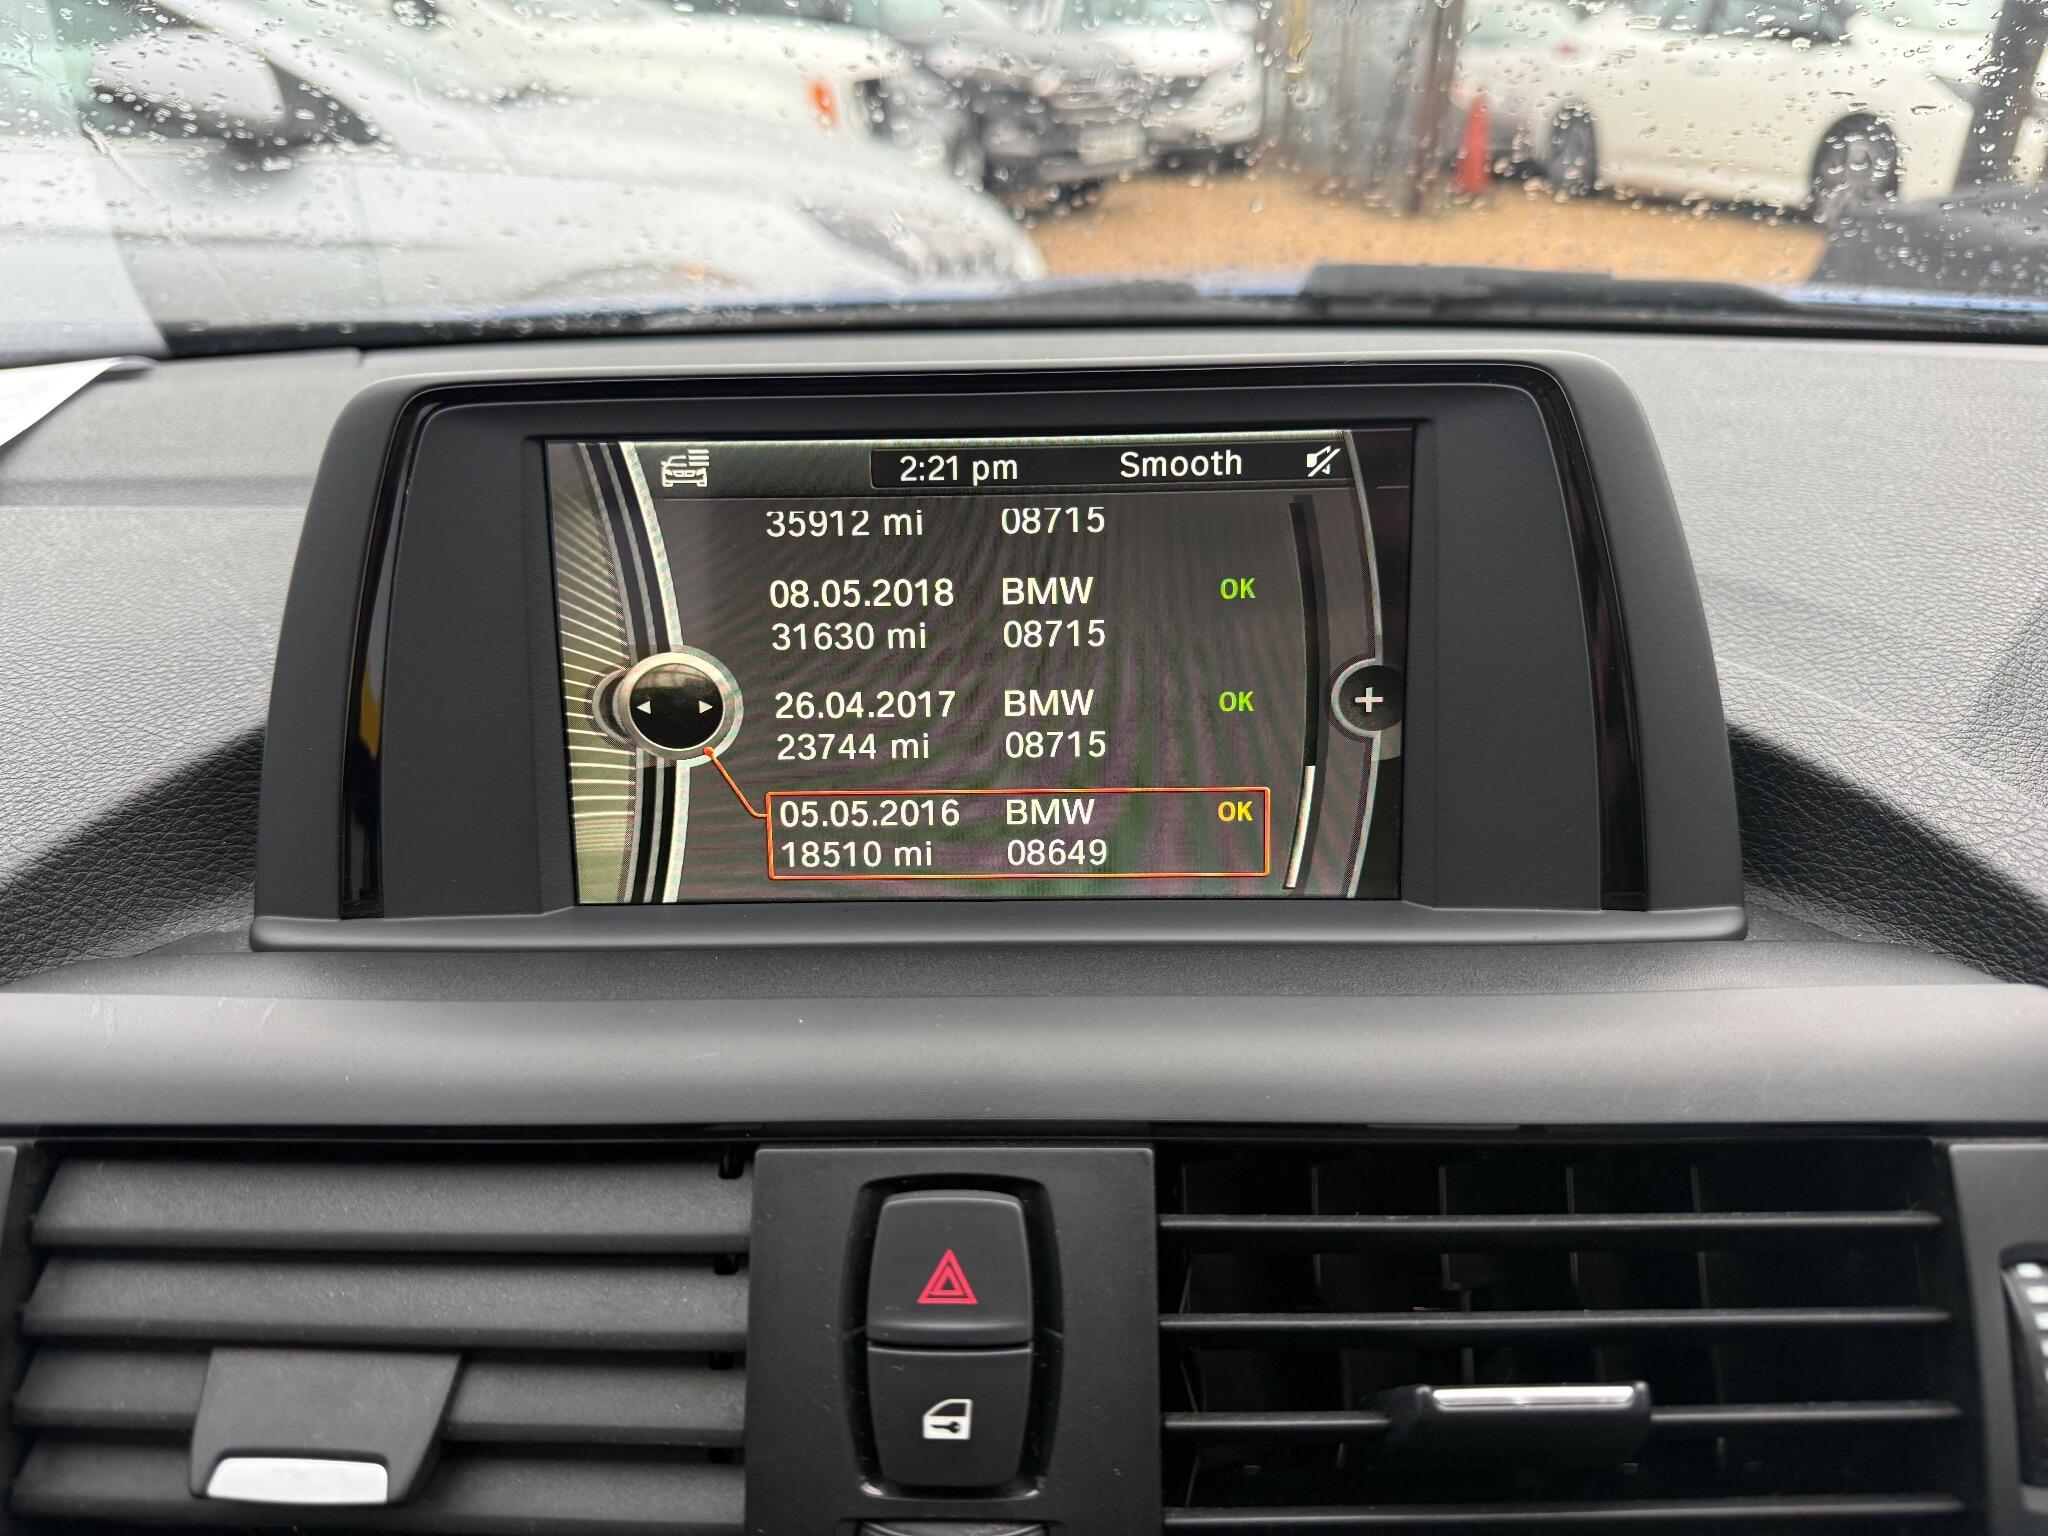 2:21 pm Smooth
35912 mi 08715
08.05.2018 BMW OK
31630 mi 08715
26.04.2017 BMW OK
23744 mi 08715
05.05.2016 BMW OK
18510 mi 08649
+